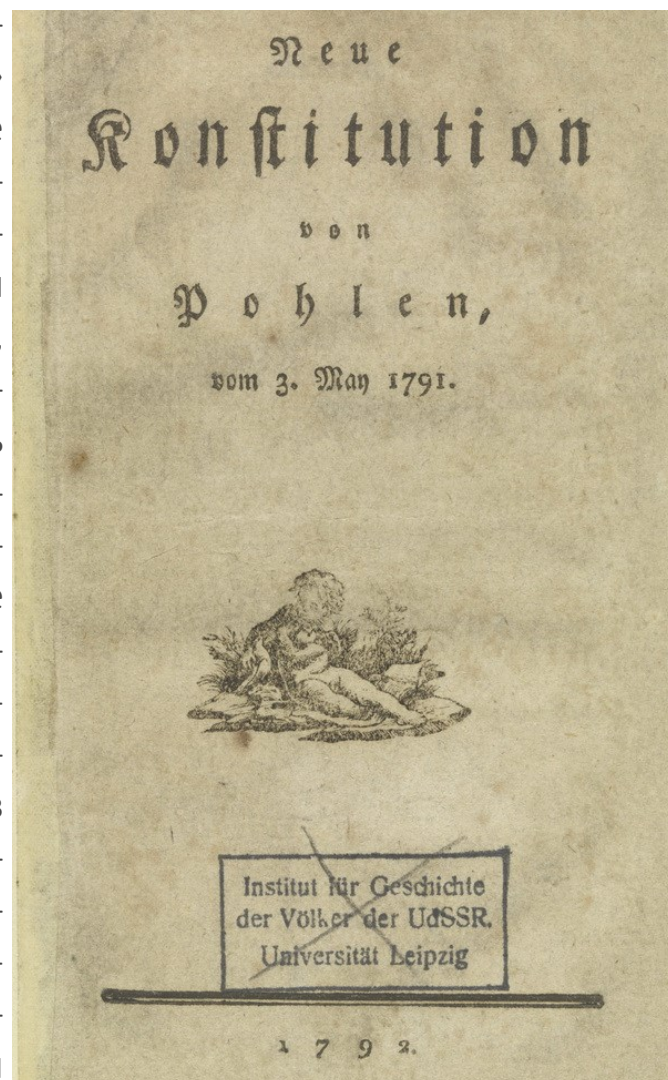 Neue
Konſtitution
von
Pohlen,
vom 3. May 1791.
Institut für Geschichte
der Völker der UdSSR.
Universität Leipzig
1792.